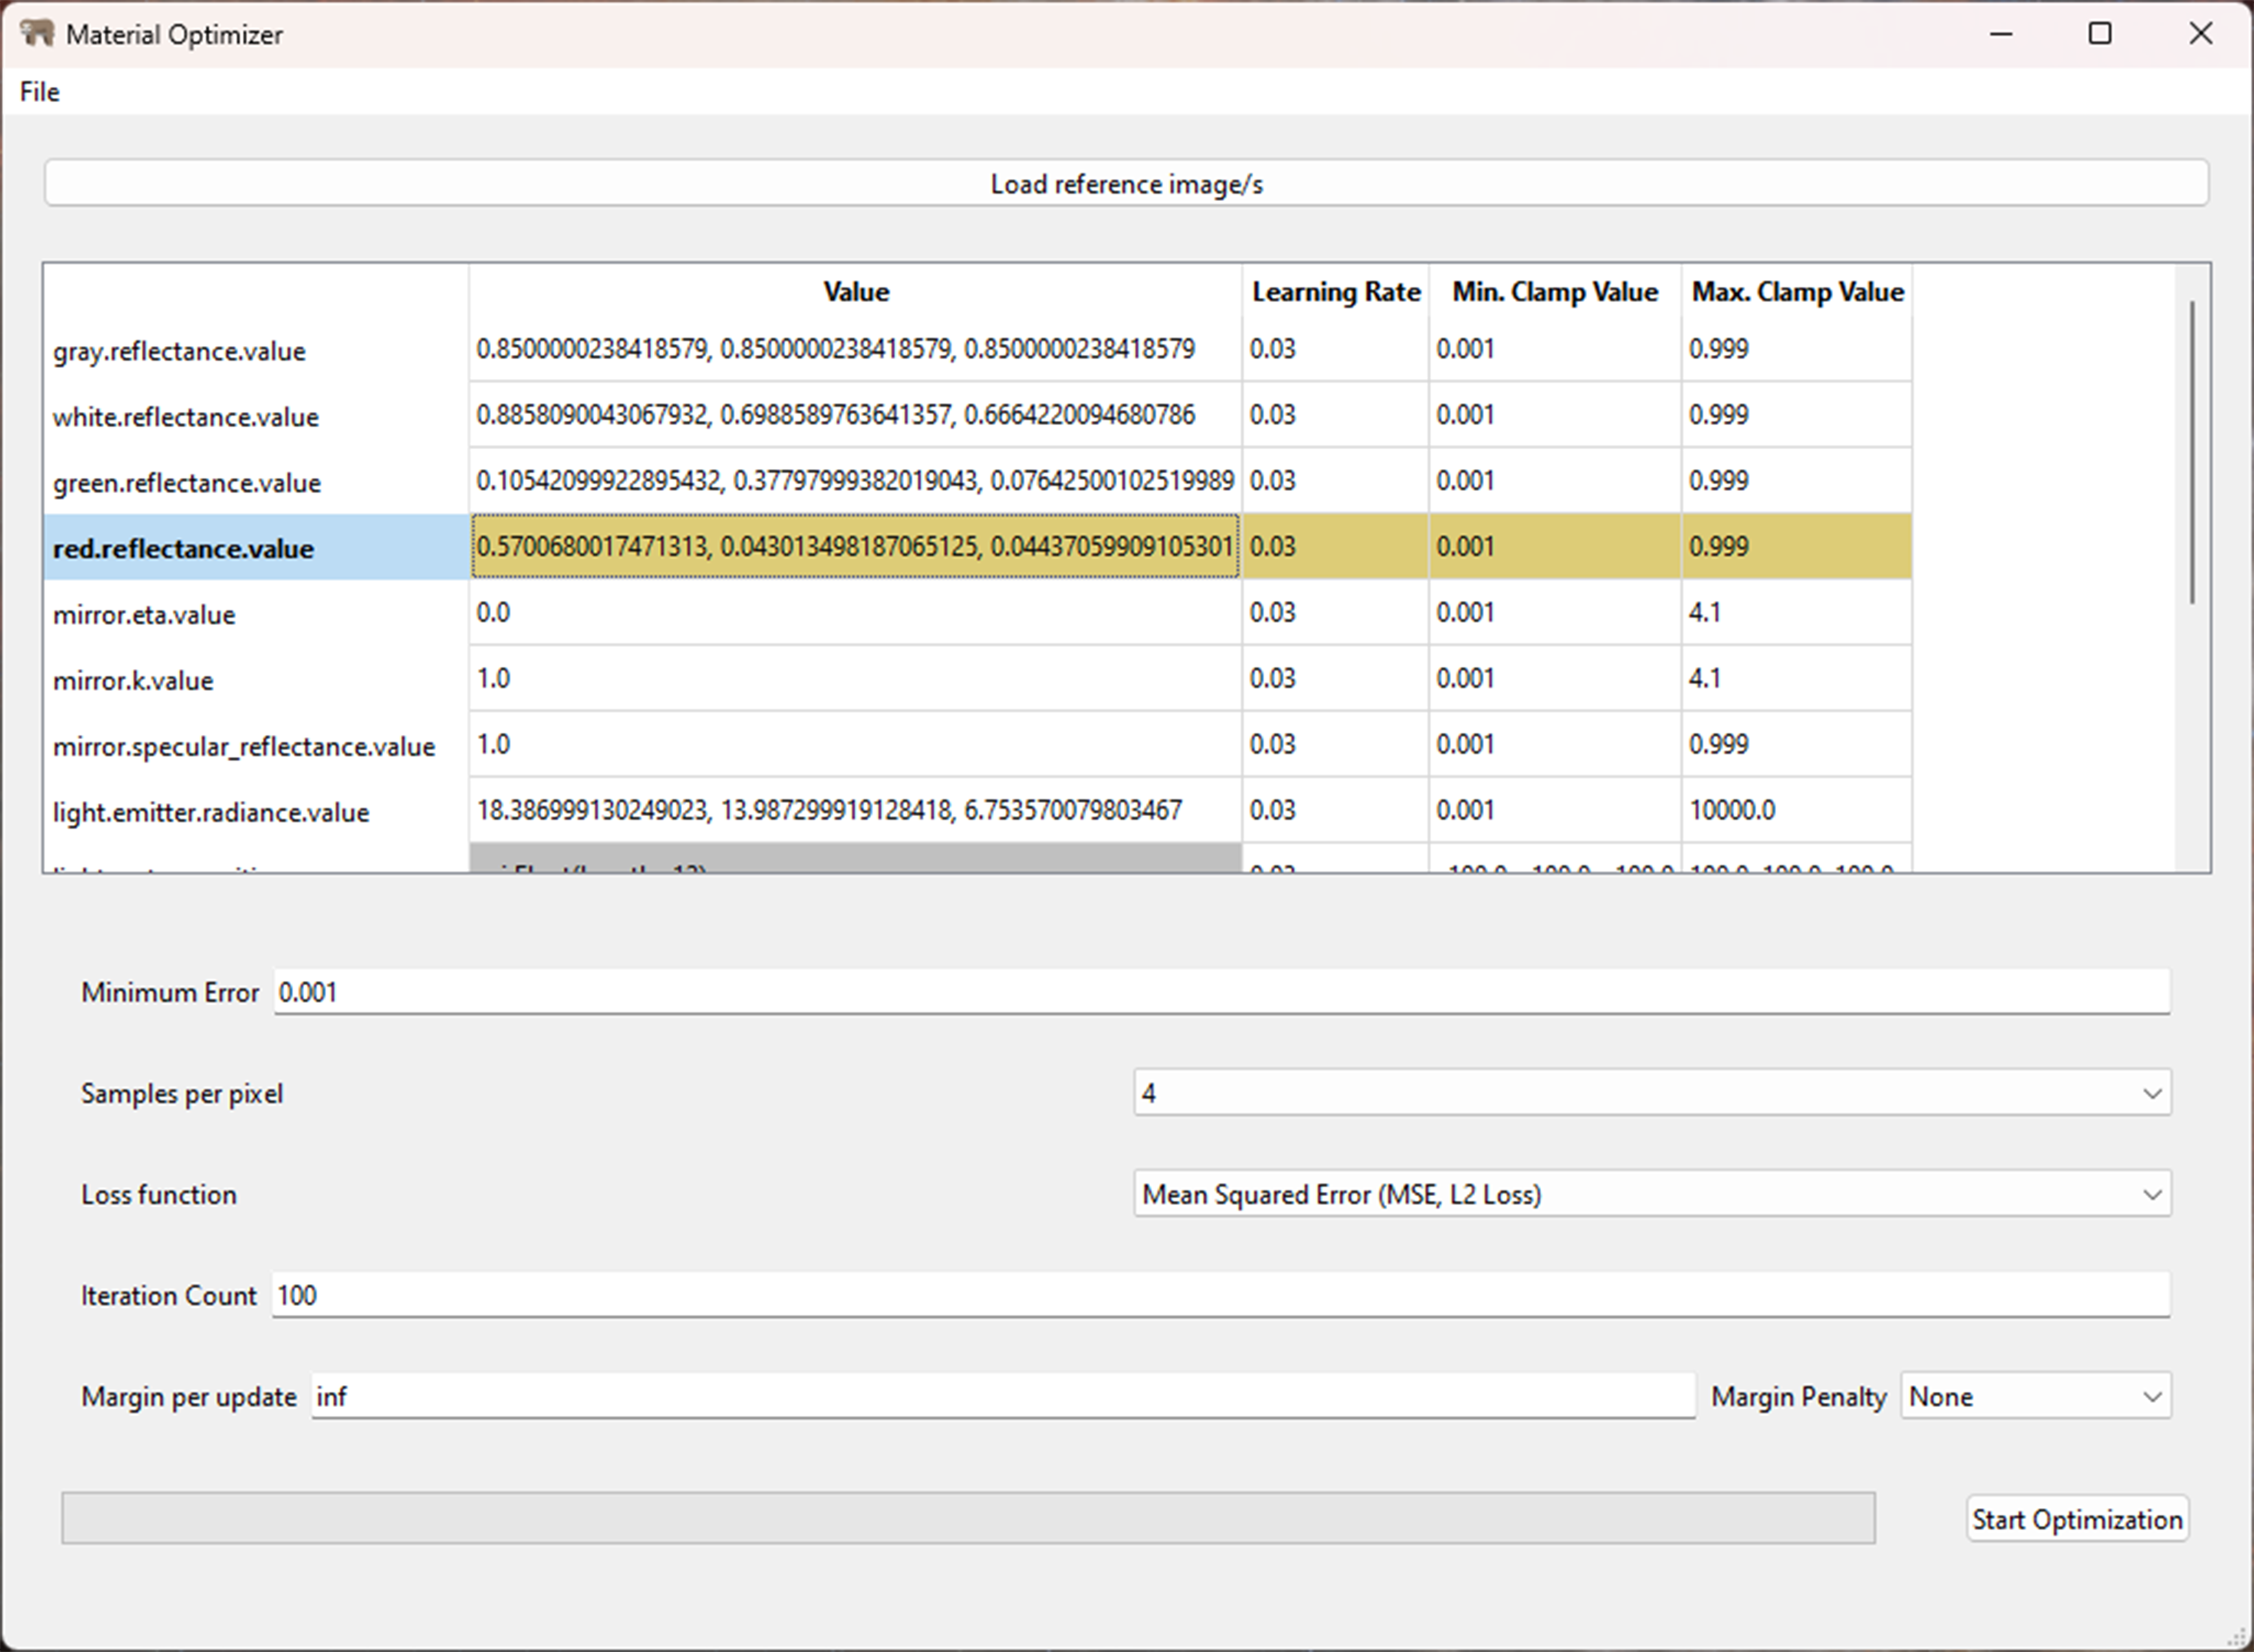 Material Optimizer
File
Load reference image/s
Value Learning Rate Min. Clamp Value Max. Clamp Value
gray.reflectance.value 0.8500000238418579, 0.8500000238418579, 0.8500000238418579 0.03 0.001 0.999
white.reflectance.value 0.8858090043067932, 0.6988589763641357, 0.6664220094680786 0.03 0.001 0.999
green.reflectance.value 0.10542099922895432, 0.37797999382019043, 0.07642500102519989 0.03 0.001 0.999
red.reflectance.value 0.5700680017471313, 0.043013498187065125, 0.04437059909105301 0.03 0.001 0.999
mirror.eta.value 0.0 0.03 0.001 4.1
mirror.k.value 1.0 0.03 0.001 4.1
mirror.specular_reflectance.value 1.0 0.03 0.001 0.999
light.emitter.radiance.value 18.386999130249023, 13.987299919128418, 6.753570079803467 0.03 0.001 10000.0
Minimum Error 0.001
Samples per pixel 4
Loss function Mean Squared Error (MSE, L2 Loss)
Iteration Count 100
Margin per update inf Margin Penalty None
Start Optimization